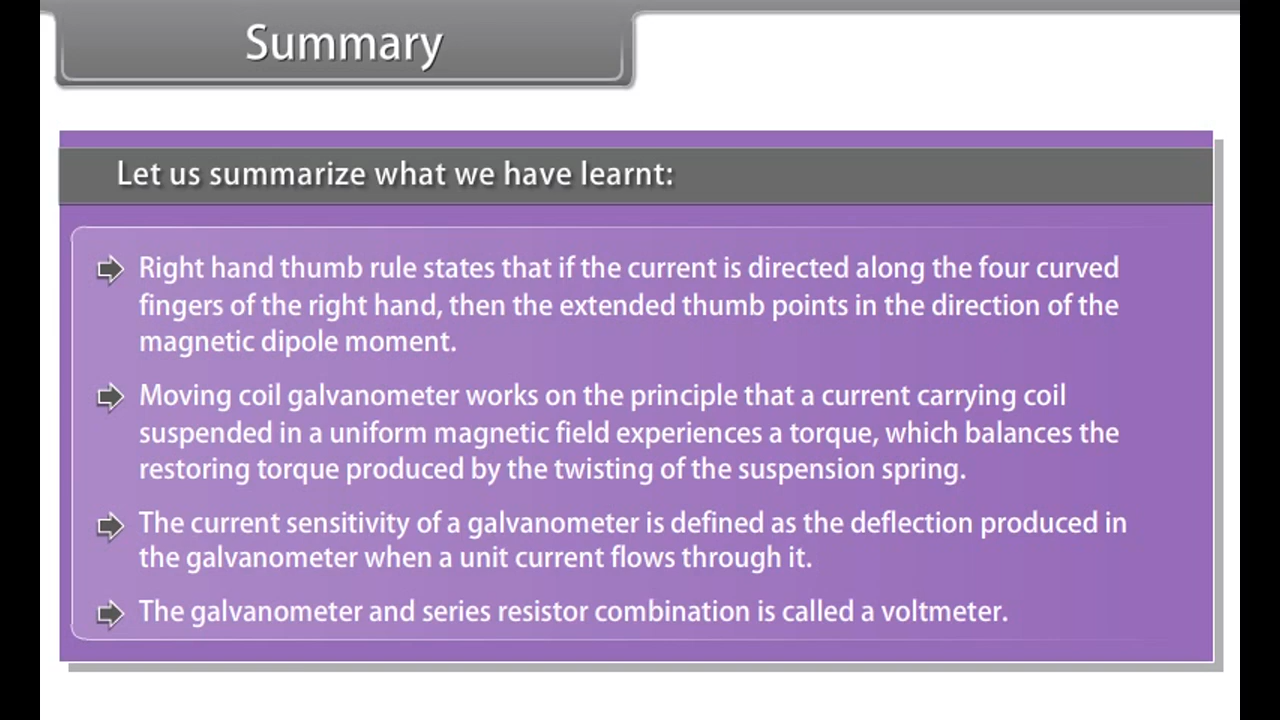 Summary
Let us summarize what we have learnt:
Right hand thumb rule states that if the current is directed along the four curved
fingers of the right hand, then the extended thumb points in the direction of the
magnetic dipole moment.
Moving coil galvanometer works on the principle that a current carrying coil
suspended in a uniform magnetic field experiences a torque, which balances the
restoring torque produced by the twisting of the suspension spring.
The current sensitivity of a galvanometer is defined as the deflection produced in
the galvanometer when a unit current flows through it.
The galvanometer and series resistor combination is called a voltmeter.